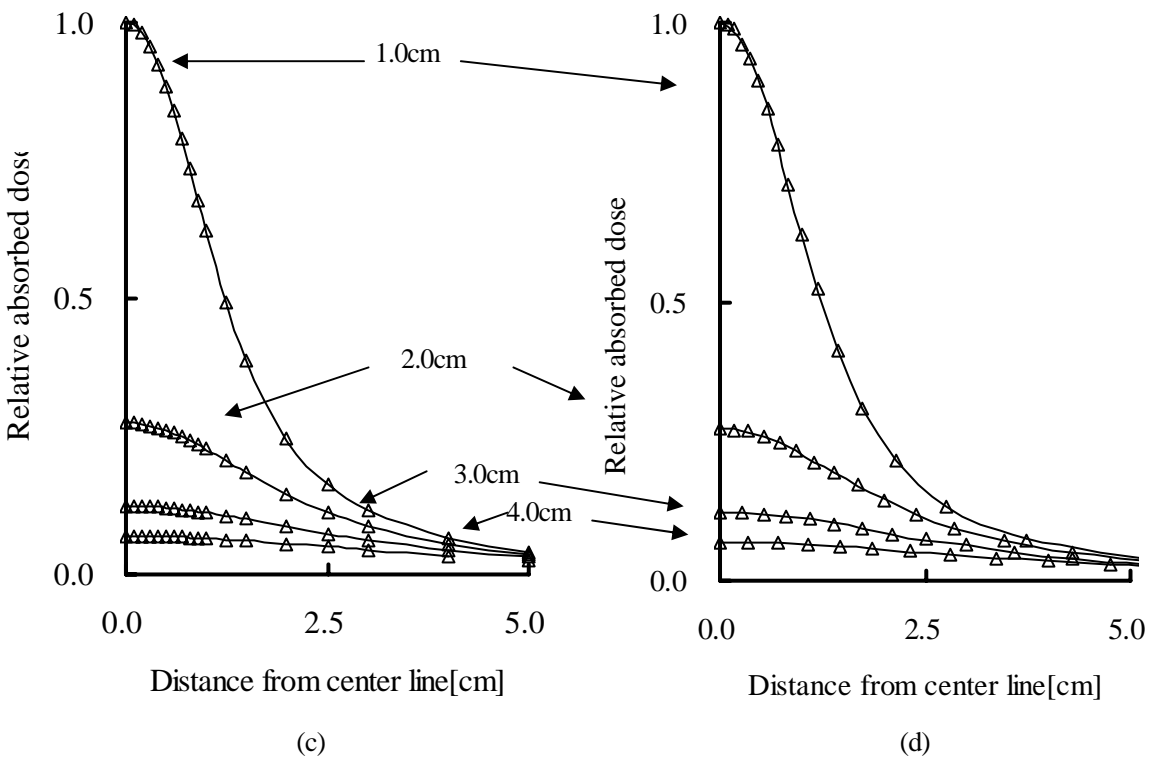 1.0
0.5
0.0
0.0 2.5 5.0
Relative absorbed dose
Distance from center line[cm]
(c)
1.0cm
2.0cm
3.0cm
4.0cm
1.0
0.5
0.0
0.0 2.5 5.0
Relative absorbed dose
Distance from center line[cm]
(d)